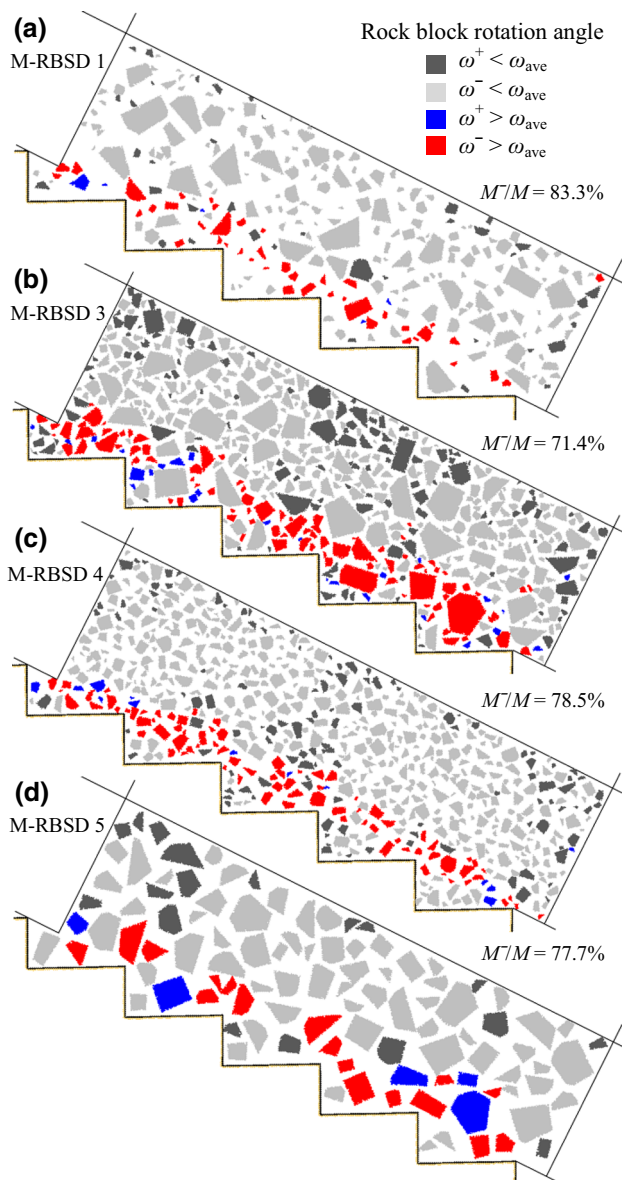 (a)
M-RBSD 1
Rock block rotation angle
ω⁺ < ωₐᵥₑ
ω⁻ < ωₐᵥₑ
ω⁺ > ωₐᵥₑ
ω⁻ > ωₐᵥₑ
M⁻/M = 83.3%
(b)
M-RBSD 3
M⁻/M = 71.4%
(c)
M-RBSD 4
M⁻/M = 78.5%
(d)
M-RBSD 5
M⁻/M = 77.7%